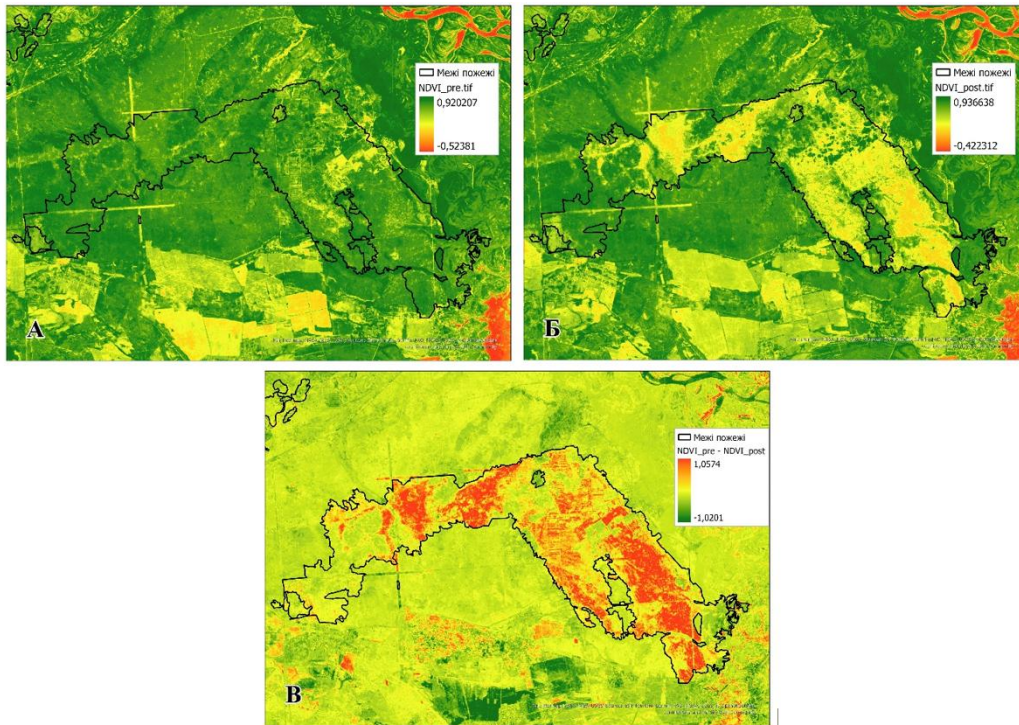 Межі пожежі
NDVI_pre.tif
0,920207
-0,52381
А
Межі пожежі
NDVI_post.tif
0,936638
-0,422312
Б
Межі пожежі
NDVI_pre - NDVI_post
1,0574
-1,0201
В